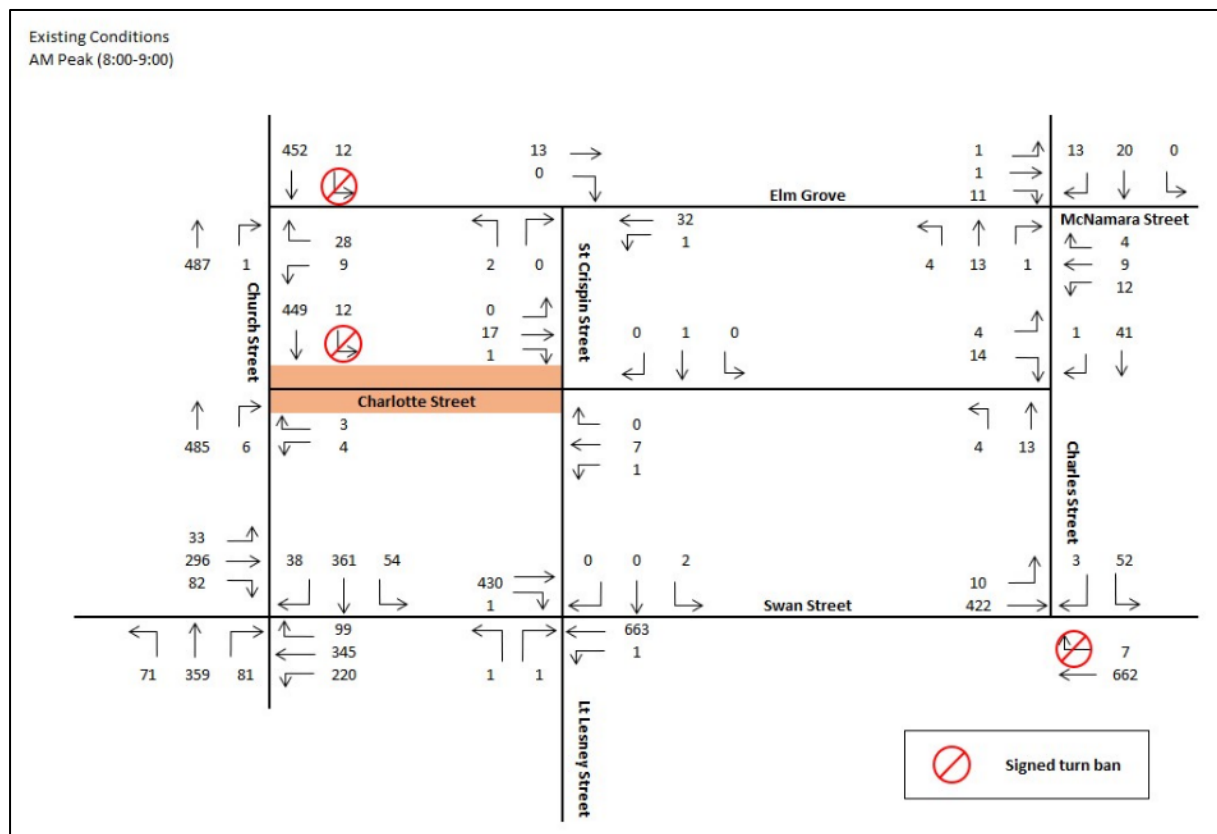 Existing Conditions
AM Peak (8:00-9:00)
452 12
13
0
1
1
11
13 20 0
Elm Grove
McNamara Street
487 1
28
9
2 0
32
1
4 13 1
4
9
12
Church Street
St Crispin Street
449 12
0
17
1
0 1 0
4
14
1 41
Charlotte Street
485 6
3
4
0
7
1
4 13
Charles Street
33
296
82
38 361 54
430
1
0 0 2
10
422
3 52
Swan Street
71 359 81
99
345
220
1 1
663
1
7
662
Lt Lesney Street
Signed turn ban